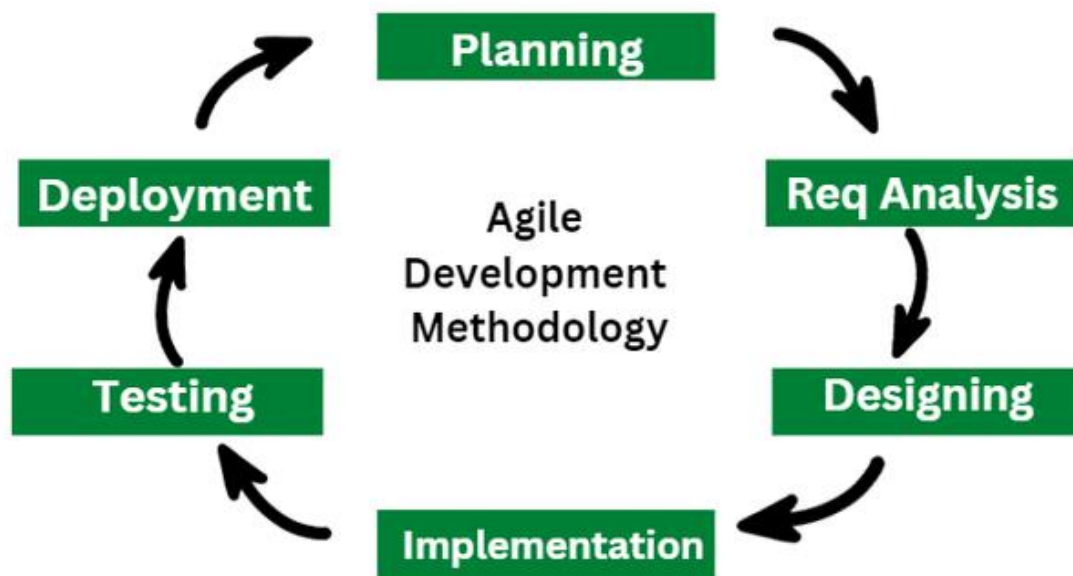 Planning
Deployment
Req Analysis
Agile
Development
Methodology
Testing
Designing
Implementation